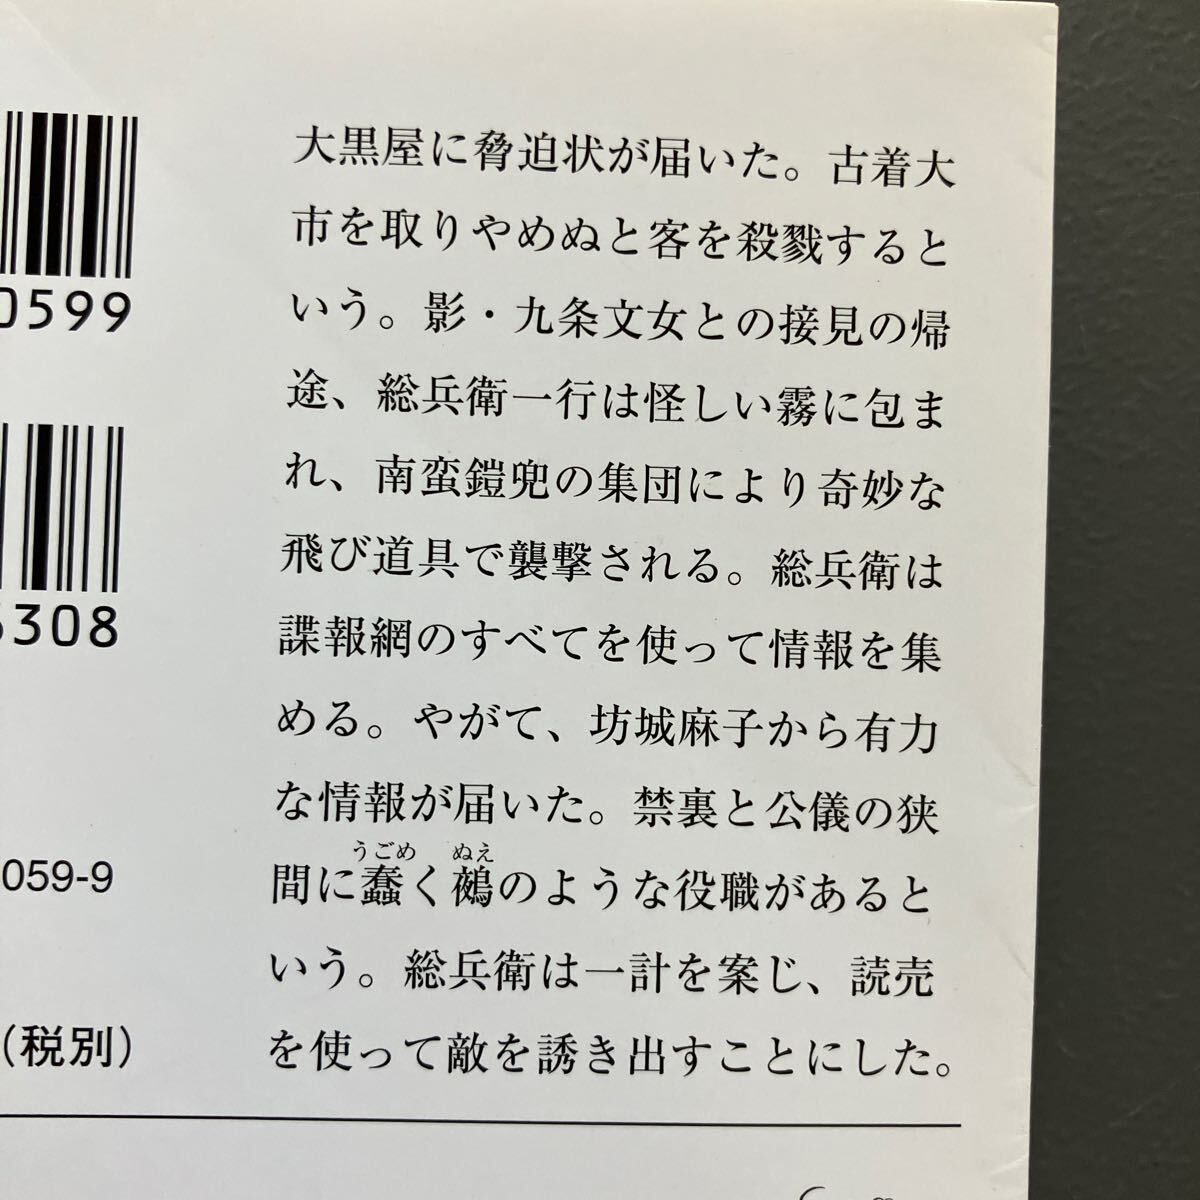 大黒屋に脅迫状が届いた。古着大
市を取りやめぬと客を殺戮すると
いう。影・九条文女との接見の帰
途、総兵衛一行は怪しい霧に包ま
れ、南蛮鎧兜の集団により奇妙な
飛び道具で襲撃される。総兵衛は
諜報網のすべてを使って情報を集
める。やがて、坊城麻子から有力
な情報が届いた。禁裏と公儀の狭
うごめ ぬえ
間に蠢く鵺のような役職があると
いう。総兵衛は一計を案じ、読売
を使って敵を誘き出すことにした。
0599
6308
059-9
(税別)